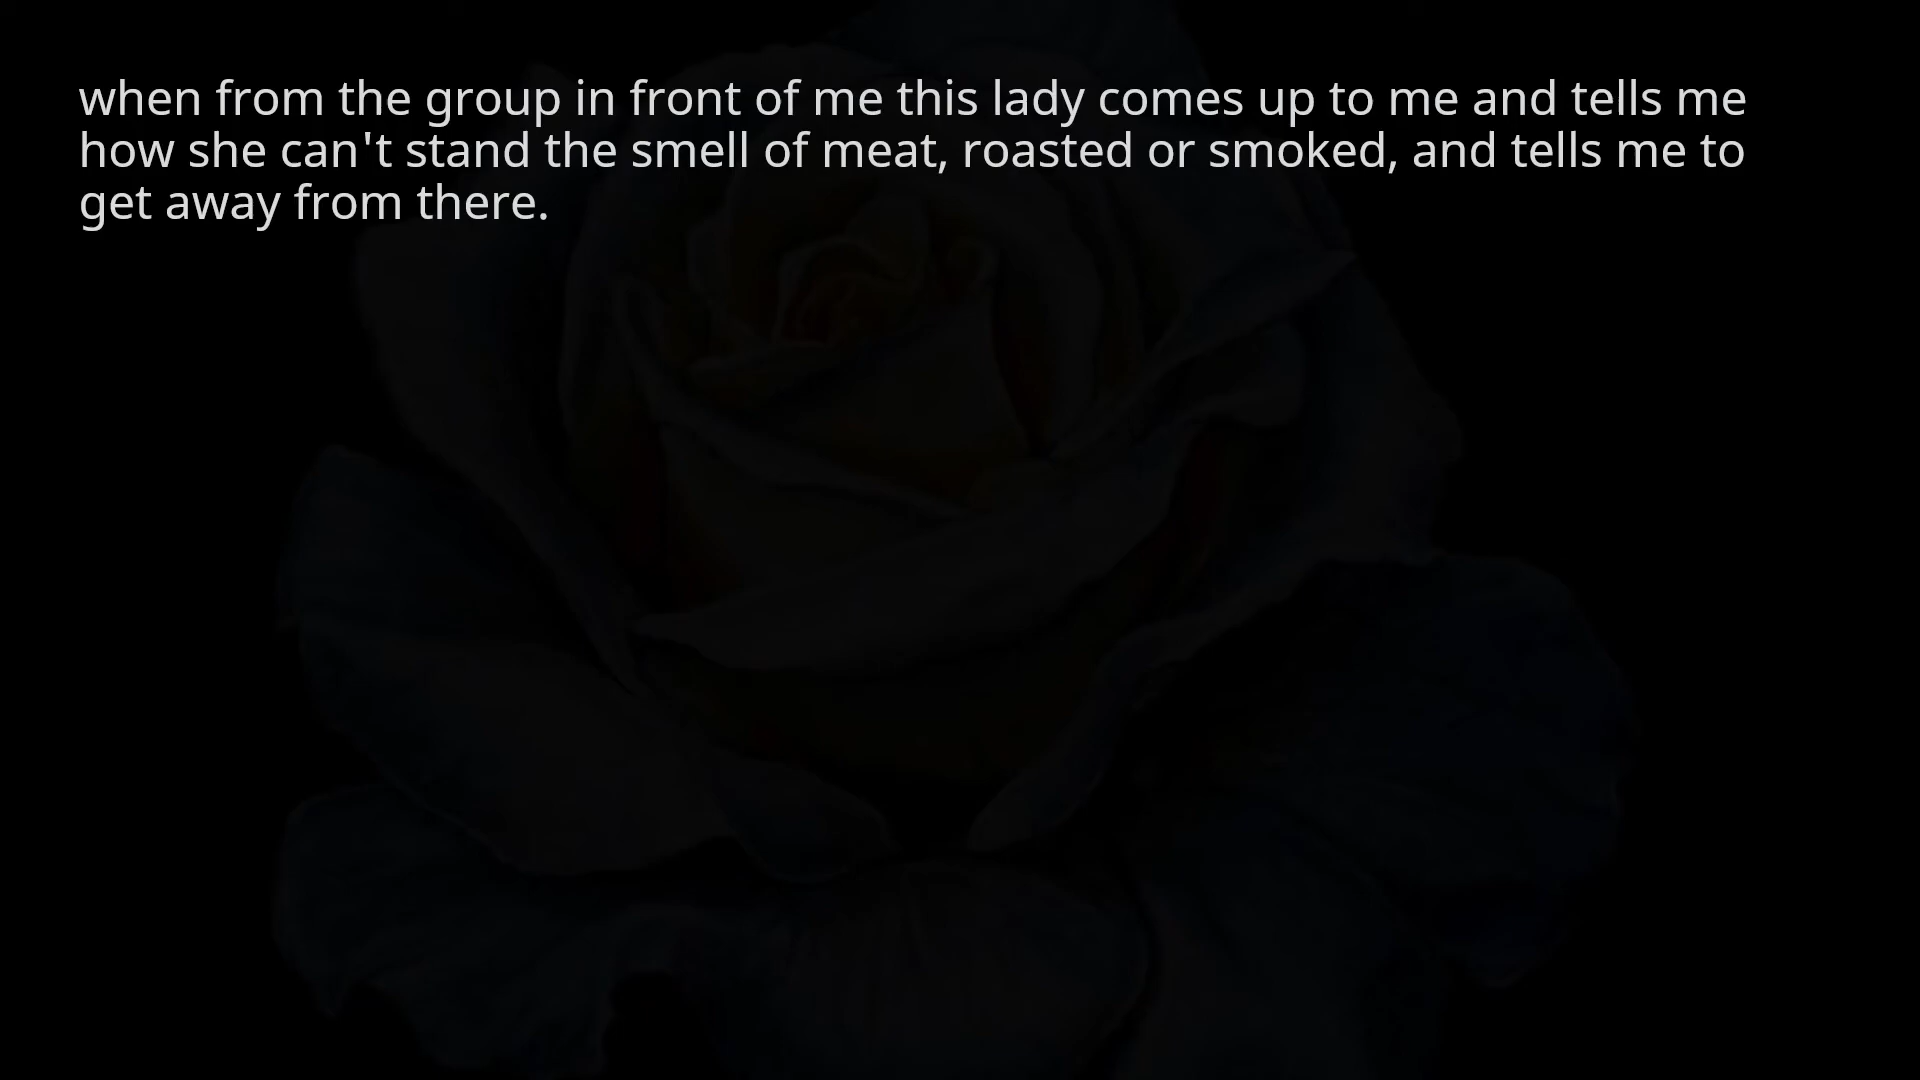 when from the group in front of me this lady comes up to me and tells me
how she can't stand the smell of meat, roasted or smoked, and tells me to
get away from there.